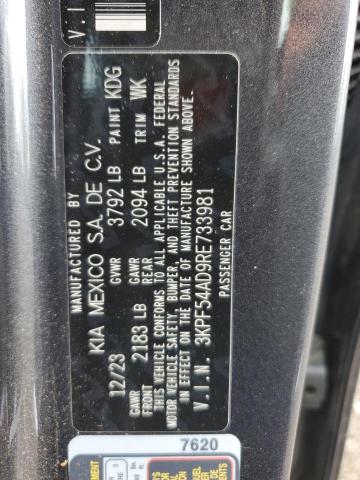 V.I
MANUFACTURED BY
KIA MEXICO S.A. DE C.V.
12/23 GVWR 3792 LB PAINT KDG
GAWR FRONT 2183 LB GAWR REAR 2094 LB TRIM WK
THIS VEHICLE CONFORMS TO ALL APPLICABLE U.S.A. FEDERAL
MOTOR VEHICLE SAFETY, BUMPER, AND THEFT PREVENTION STANDARDS
IN EFFECT ON THE DATE OF MANUFACTURE SHOWN ABOVE.
V.I.N. 3KPF54AD9RE733981
PASSENGER CAR
7620